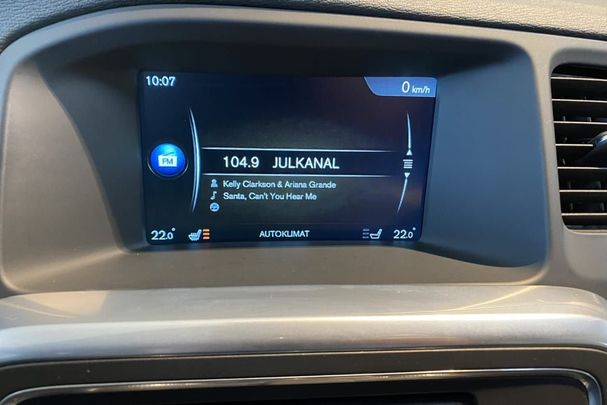 10:07
0 km/h
FM
104.9 JULKANAL
Kelly Clarkson & Ariana Grande
Santa, Can't You Hear Me
22.0°
AUTOKLIMAT
22.0°